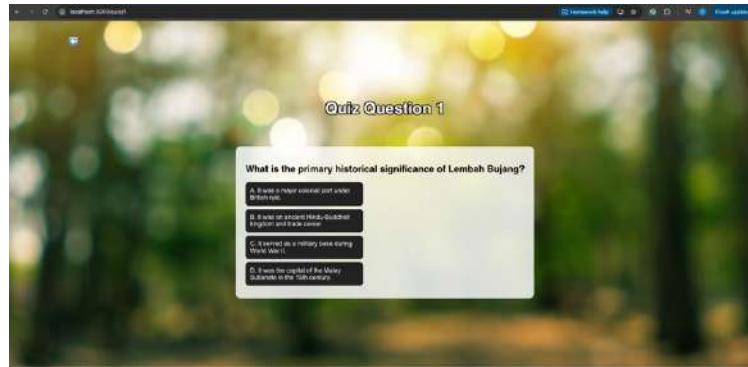 Homework help
Quiz Question 1
What is the primary historical significance of Lembah Bujang?
A. It was a major colonial port under
British rule.
B. It was an ancient Hindu-Buddhist
kingdom and trade center
C. It served as a military base during
World War II.
D. It was the capital of the Malay
Sultanate in the 15th century.